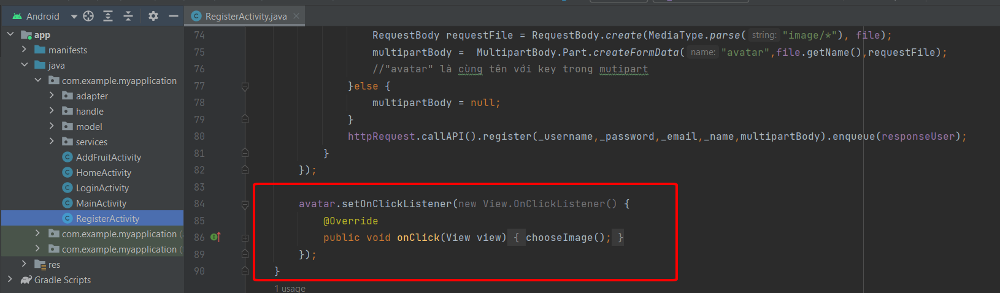 Android
RegisterActivity.java
app
manifests
java
com.example.myapplication
adapter
handle
model
services
AddFruitActivity
HomeActivity
LoginActivity
MainActivity
RegisterActivity
com.example.myapplication (
com.example.myapplication (
res
Gradle Scripts
74 RequestBody requestFile = RequestBody.create(MediaType.parse( string: "image/*"), file);
75 multipartBody = MultipartBody.Part.createFormData( name: "avatar",file.getName(),requestFile);
76 //"avatar" là cùng tên với key trong mutipart
77 }else {
78 multipartBody = null;
79 }
80 httpRequest.callAPI().register(_username,_password,_email,_name,multipartBody).enqueue(responseUser);
81 }
82 });
83
84 avatar.setOnClickListener(new View.OnClickListener() {
85 @Override
86 public void onClick(View view) { chooseImage(); }
89 });
90 }
1 usage